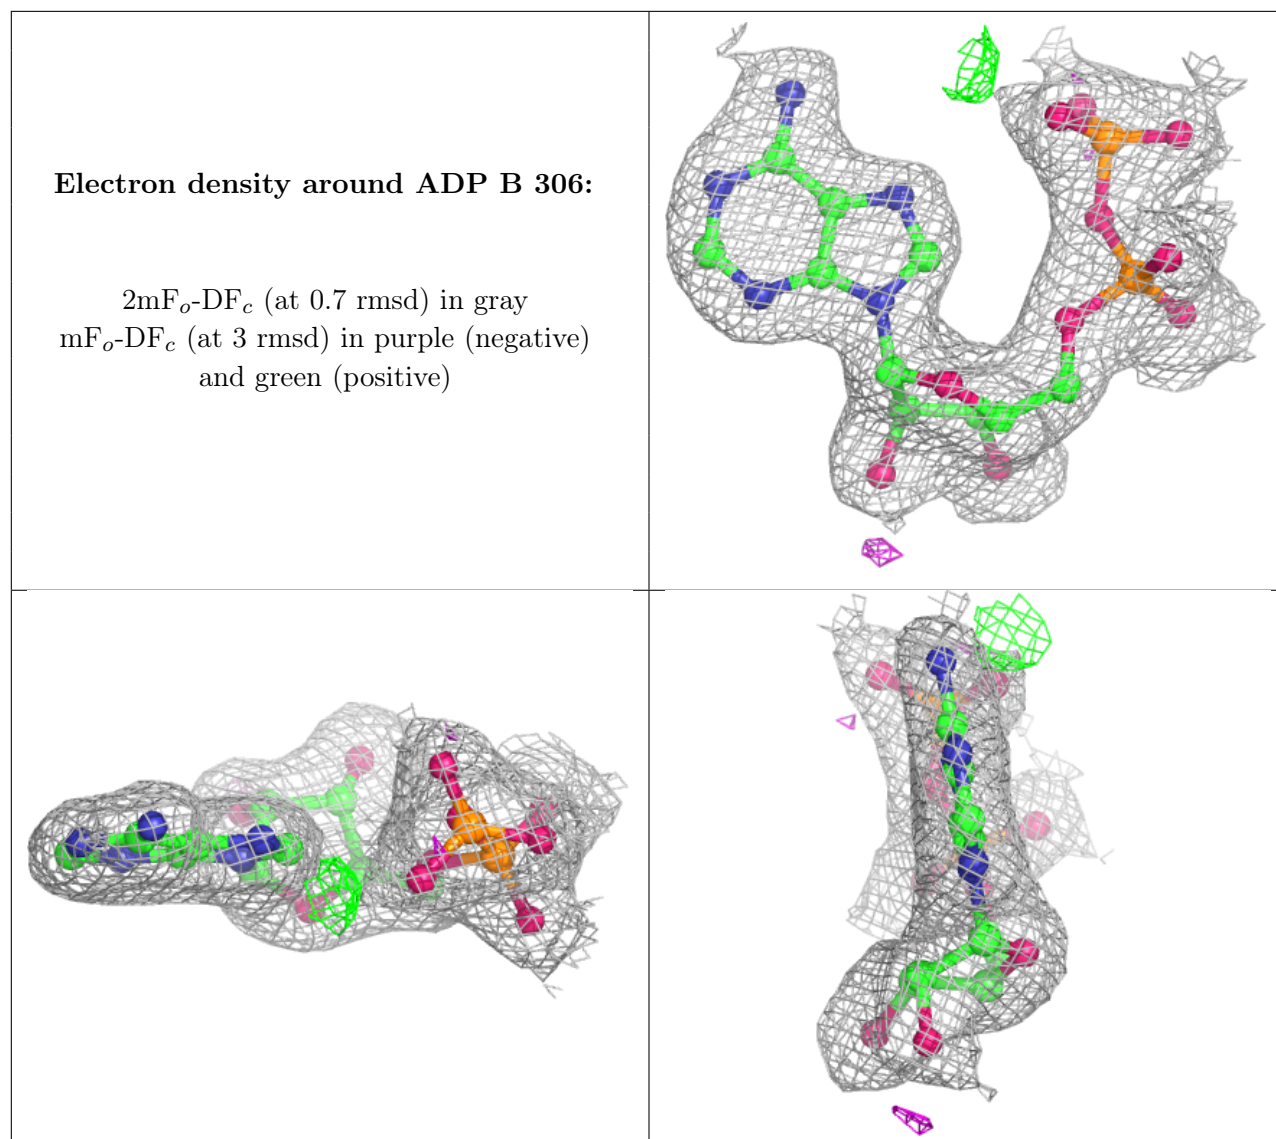 Electron density around ADP B 306:
2mFo-DFc (at 0.7 rmsd) in gray
mFo-DFc (at 3 rmsd) in purple (negative)
and green (positive)